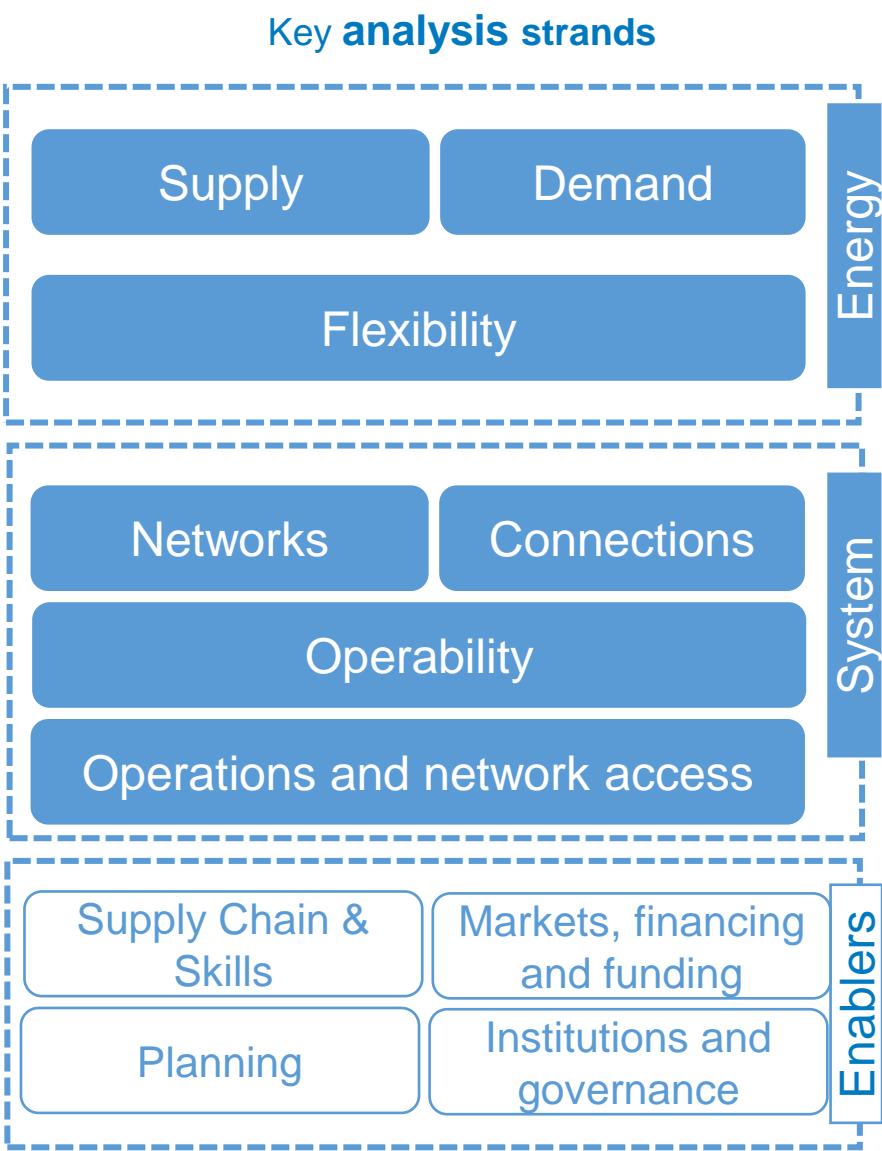 Key analysis strands
Supply
Demand
Flexibility
Energy
Networks
Connections
Operability
Operations and network access
System
Supply Chain &
Skills
Markets, financing
and funding
Planning
Institutions and
governance
Enablers